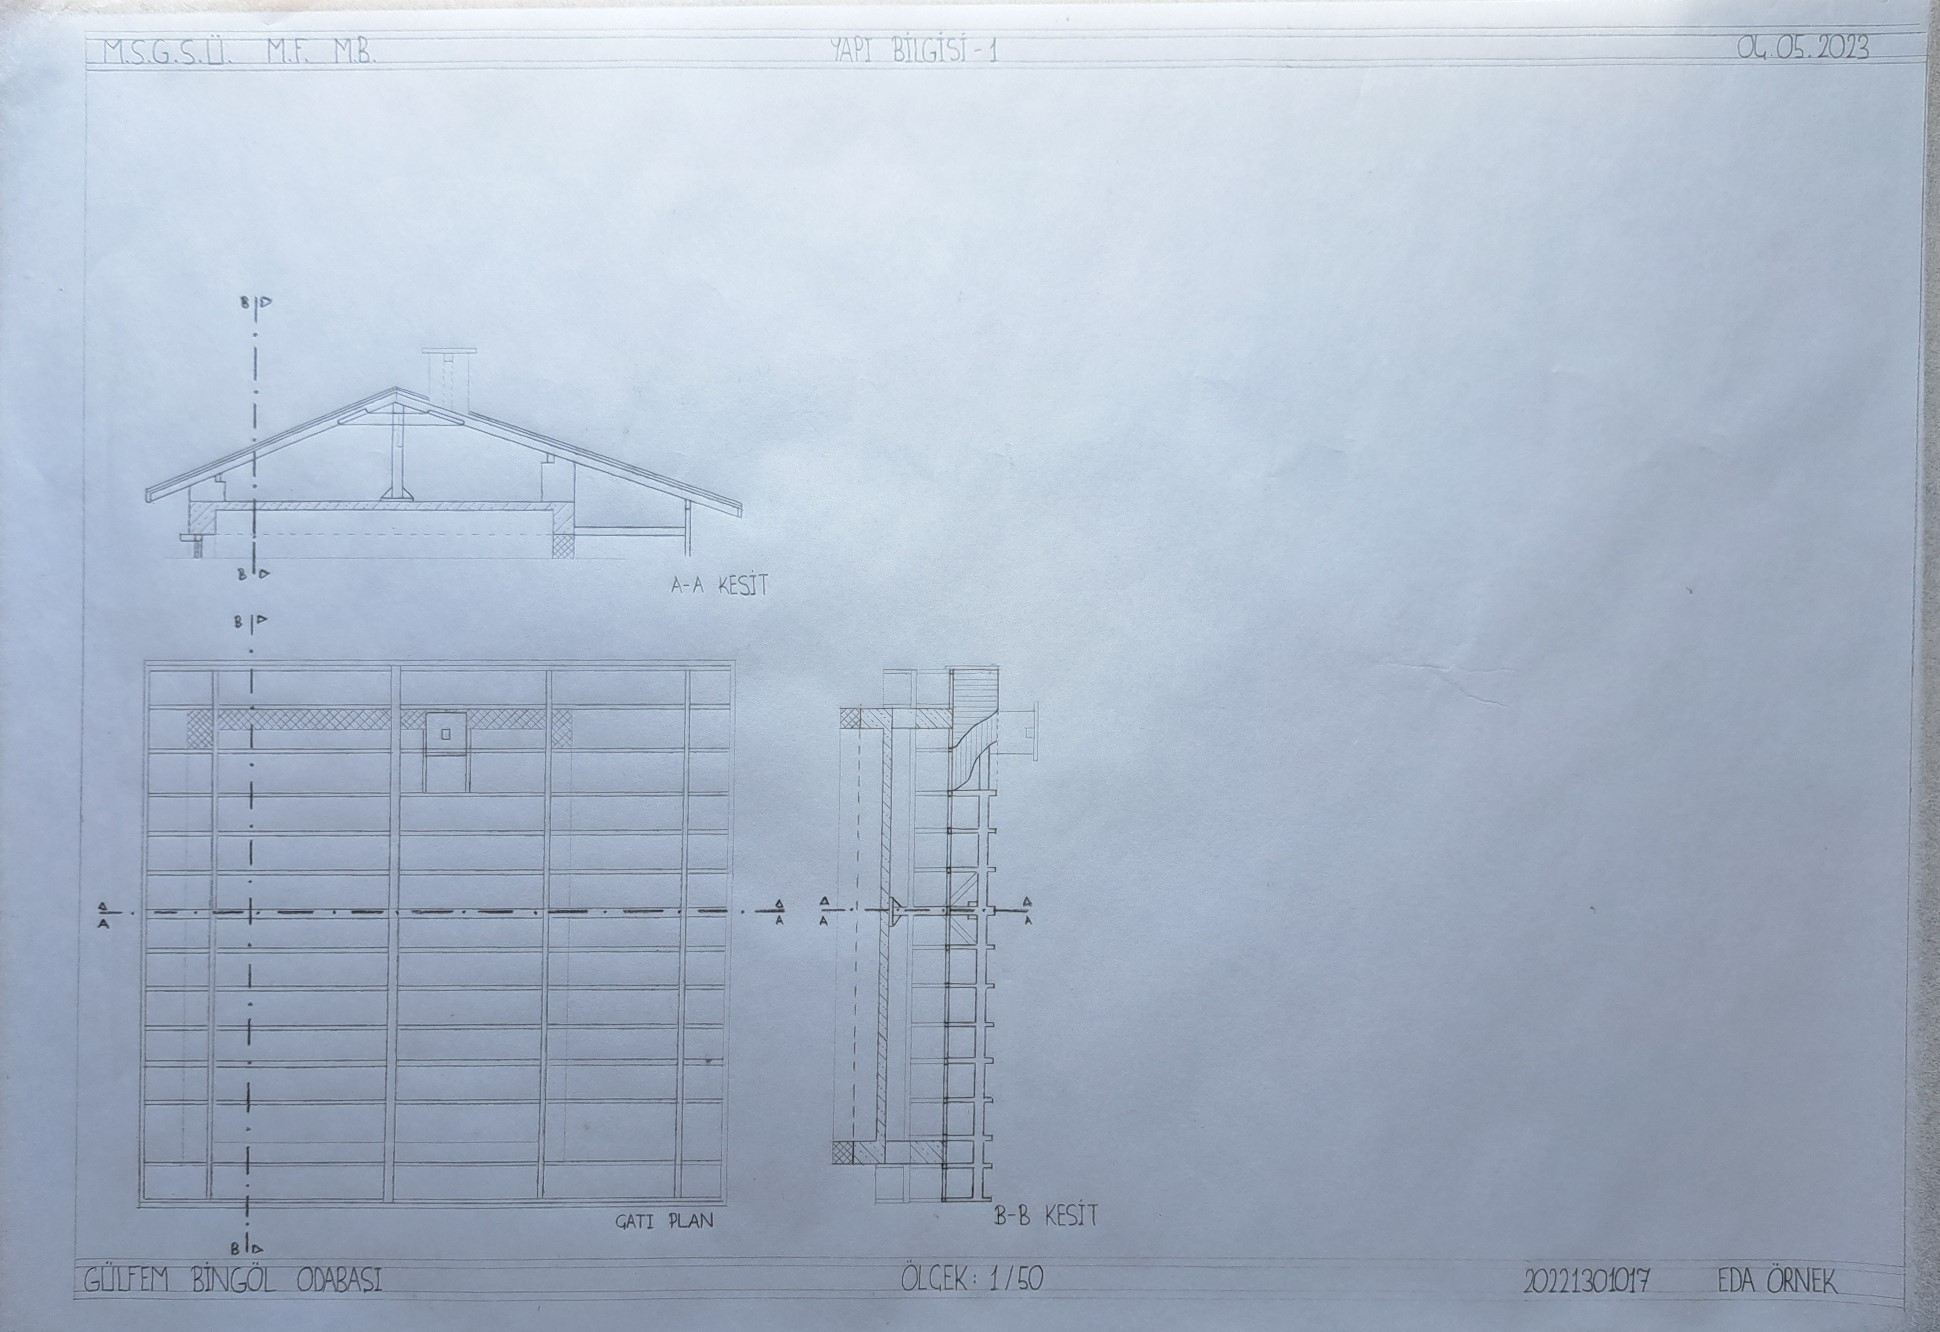 M.S.G.S.Ü. M.F. M.B. YAPI BİLGİSİ-1 04.05.2023
B
B
A-A KESİT
B
A A A A
A A A A
B-B KESİT
ÇATI PLAN
B
GÜLFEM BİNGÖL ODABAŞI ÖLÇEK: 1/50 20221301017 EDA ÖRNEK